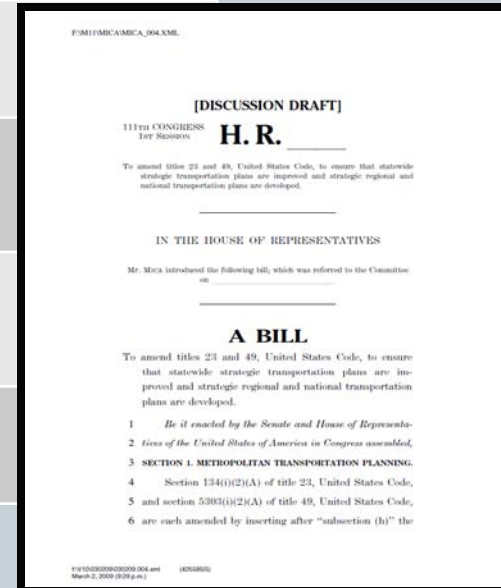 F:\M11\MICA\MICA_004.XML
[DISCUSSION DRAFT]
111TH CONGRESS
1ST SESSION
H. R.
To amend titles 23 and 49, United States Code, to ensure that statewide
strategic transportation plans are improved and strategic regional and
national transportation plans are developed.
IN THE HOUSE OF REPRESENTATIVES
Mr. MICA introduced the following bill; which was referred to the Committee
on
A BILL
To amend titles 23 and 49, United States Code, to ensure
that statewide strategic transportation plans are im-
proved and strategic regional and national transportation
plans are developed.
1 Be it enacted by the Senate and House of Representa-
2 tives of the United States of America in Congress assembled,
3 SECTION 1. METROPOLITAN TRANSPORTATION PLANNING.
4 Section 134(i)(2)(A) of title 23, United States Code,
5 and section 5303(i)(2)(A) of title 49, United States Code,
6 are each amended by inserting after “subsection (h)” the
March 2, 2009 (9:29 p.m.)